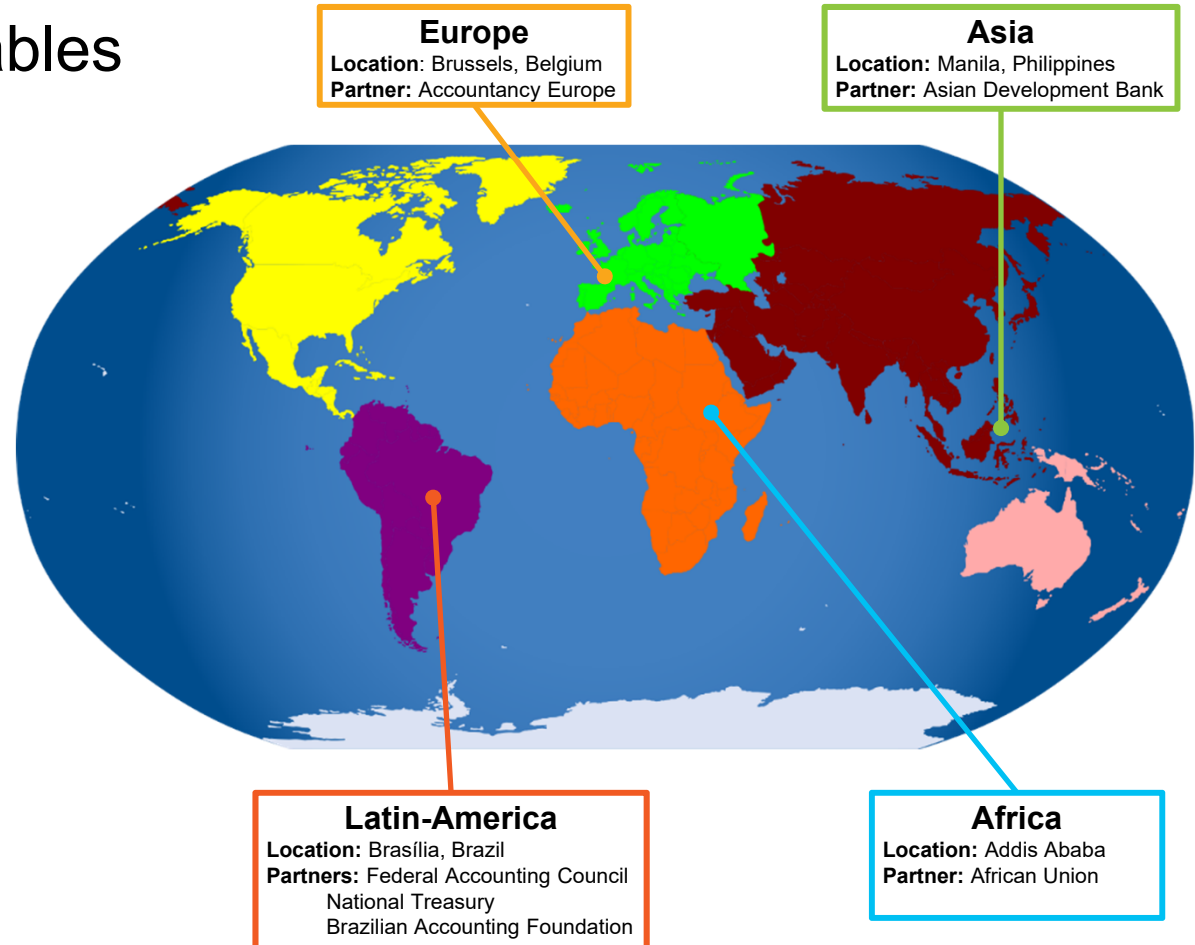 Europe
Location: Brussels, Belgium
Partner: Accountancy Europe
Asia
Location: Manila, Philippines
Partner: Asian Development Bank
Latin-America
Location: Brasília, Brazil
Partners: Federal Accounting Council
National Treasury
Brazilian Accounting Foundation
Africa
Location: Addis Ababa
Partner: African Union